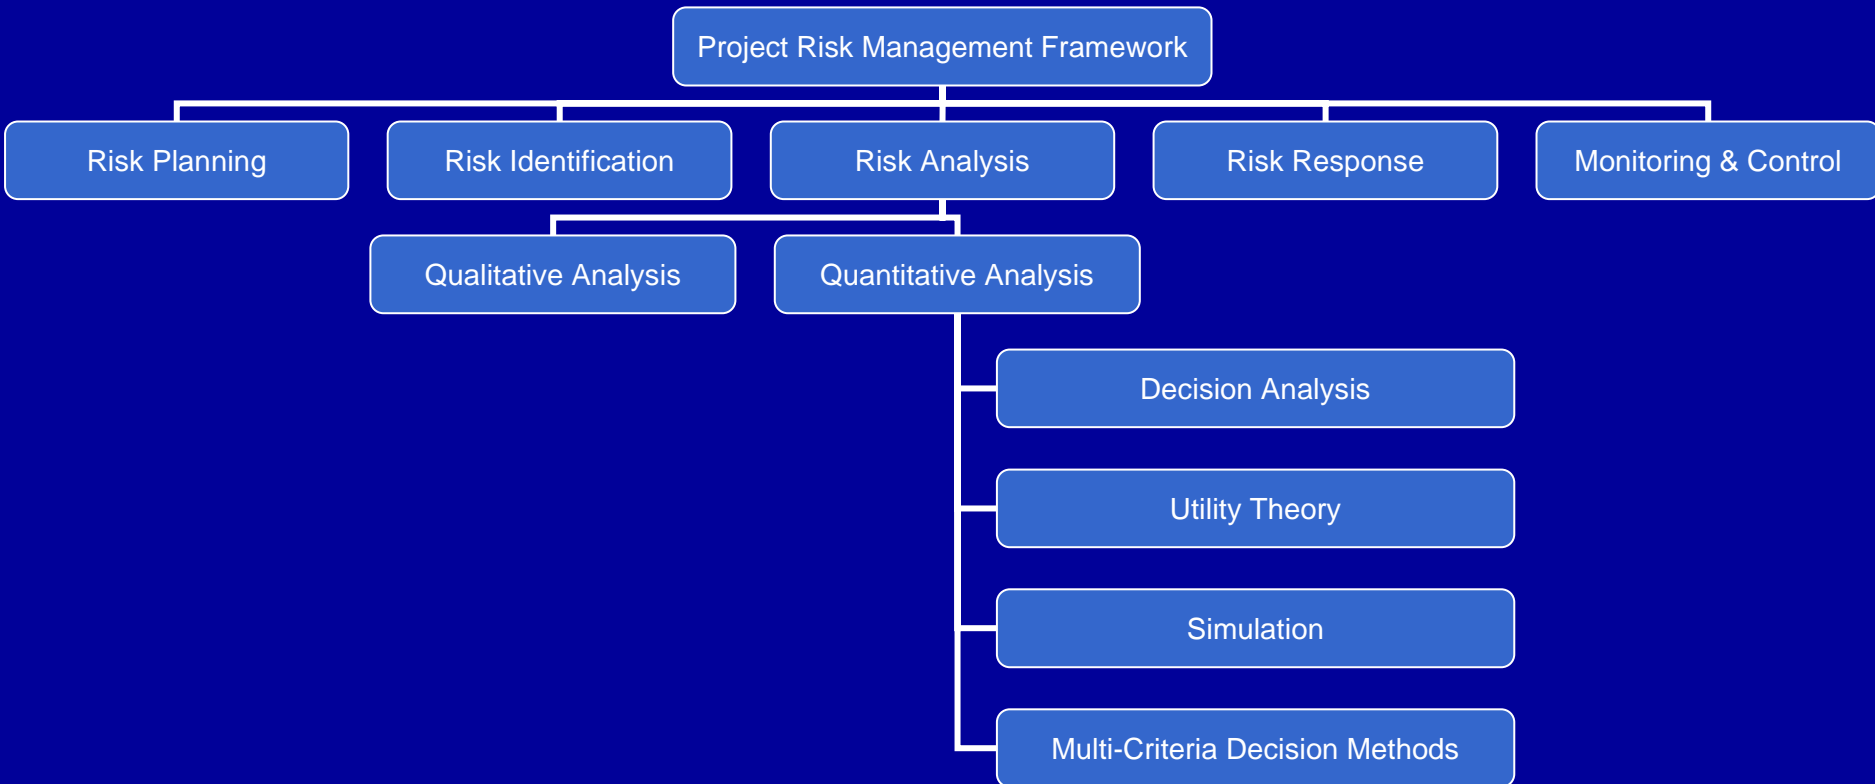 Project Risk Management Framework
Risk Planning
Risk Identification
Risk Analysis
Risk Response
Monitoring & Control
Qualitative Analysis
Quantitative Analysis
Decision Analysis
Utility Theory
Simulation
Multi-Criteria Decision Methods